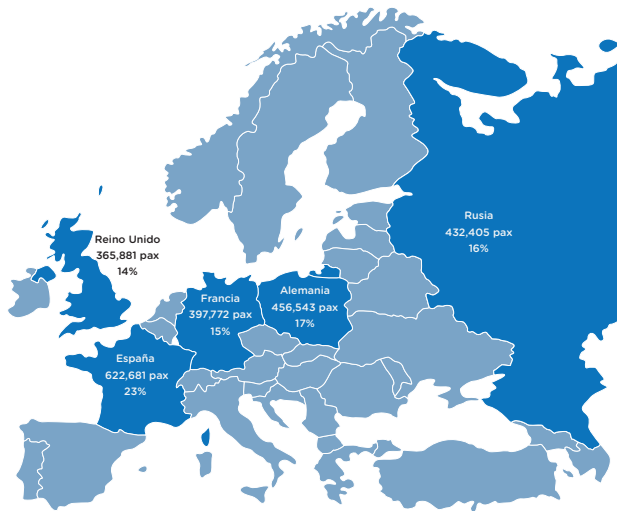 Reino Unido
365,881 pax
14%
Francia
397,772 pax
15%
Alemania
456,543 pax
17%
Rusia
432,405 pax
16%
España
622,681 pax
23%